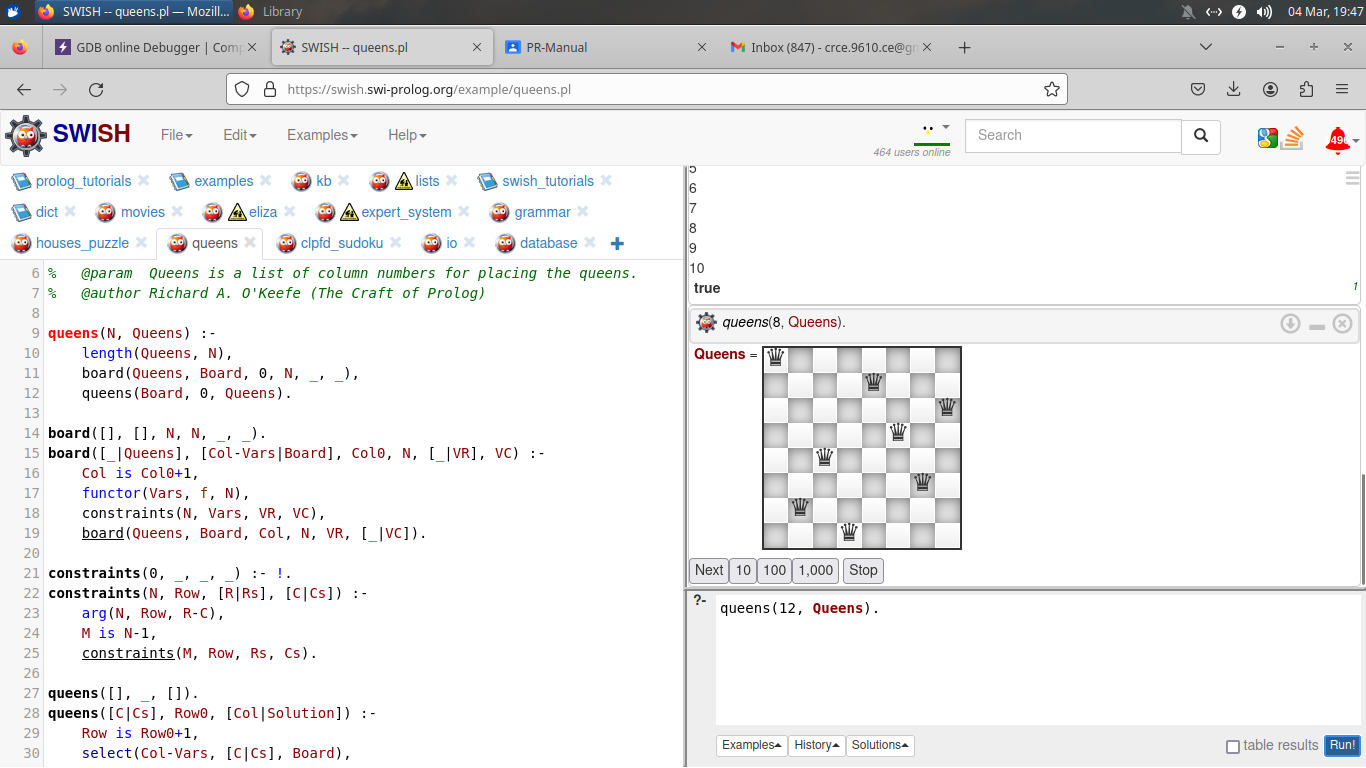 SWISH -- queens.pl — Mozill...
Library
04 Mar, 19:47
GDB online Debugger | Com
SWISH -- queens.pl
PR-Manual
Inbox (847) - crce.9610.ce@g
https://swish.swi-prolog.org/example/queens.pl
SWISH
File
Edit
Examples
Help
464 users online
Search
prolog_tutorials
examples
kb
lists
swish_tutorials
dict
movies
eliza
expert_system
grammar
houses_puzzle
queens
clpfd_sudoku
io
database
6 %   @param  Queens is a list of column numbers for placing the queens.
7 %   @author Richard A. O'Keefe (The Craft of Prolog)
8
9 queens(N, Queens) :-
10     length(Queens, N),
11     board(Queens, Board, 0, N, _, _),
12     queens(Board, 0, Queens).
13
14 board([], [], N, N, _, _).
15 board([_|Queens], [Col-Vars|Board], Col0, N, [_|VR], VC) :-
16     Col is Col0+1,
17     functor(Vars, f, N),
18     constraints(N, Vars, VR, VC),
19     board(Queens, Board, Col, N, VR, [_|VC]).
20
21 constraints(0, _, _, _) :- !.
22 constraints(N, Row, [R|Rs], [C|Cs]) :-
23     arg(N, Row, R-C),
24     M is N-1,
25     constraints(M, Row, Rs, Cs).
26
27 queens([], _, []).
28 queens([C|Cs], Row0, [Col|Solution]) :-
29     Row is Row0+1,
30     select(Col-Vars, [C|Cs], Board),
5
6
7
8
9
10
true
1
queens(8, Queens).
Queens =
Next 10 100 1,000 Stop
?- queens(12, Queens).
Examples History Solutions
table results Run!